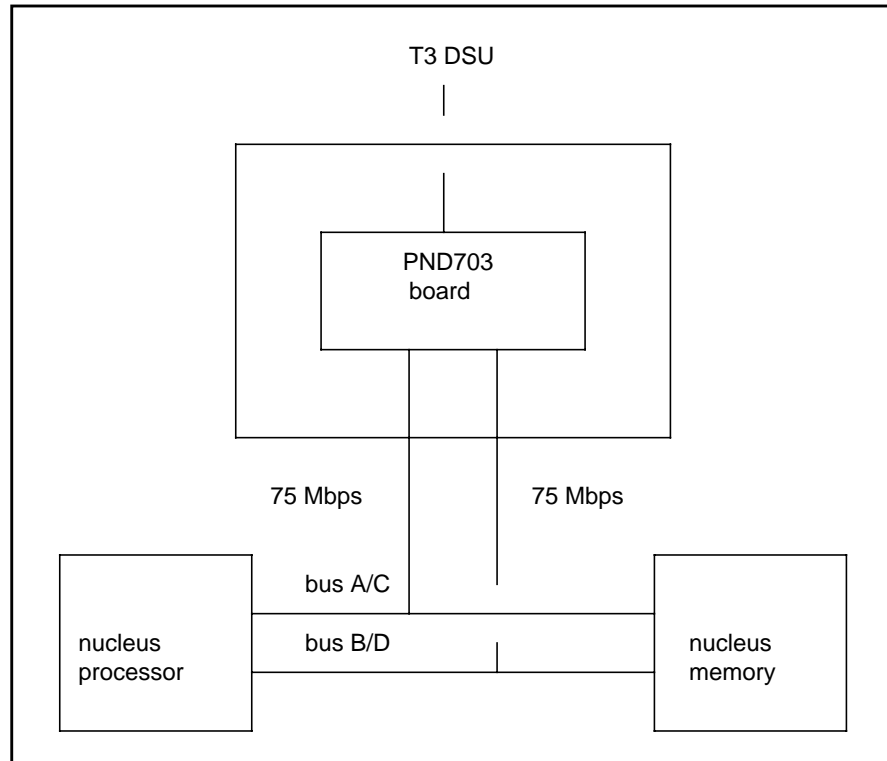 T3 DSU
PND703
board
75 Mbps
75 Mbps
bus A/C
bus B/D
nucleus
processor
nucleus
memory